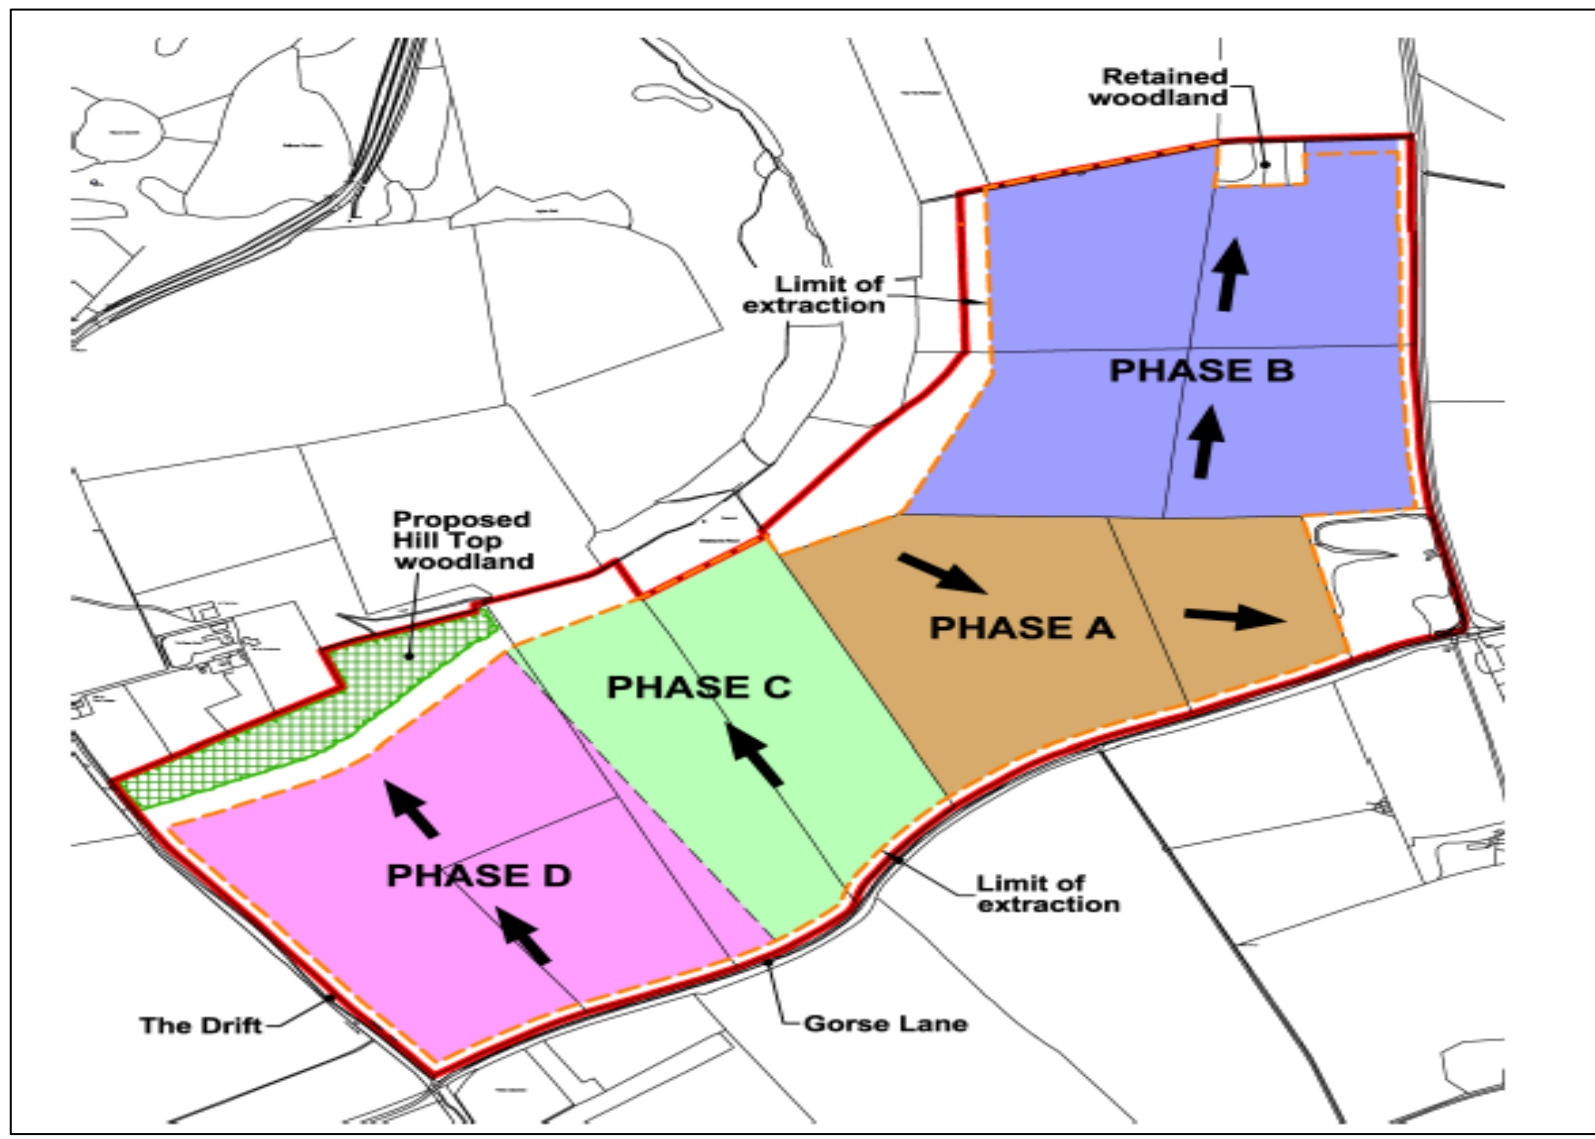 Retained
woodland
Limit of
extraction
PHASE B
Proposed
Hill Top
woodland
PHASE A
PHASE C
PHASE D
Limit of
extraction
The Drift
Gorse Lane